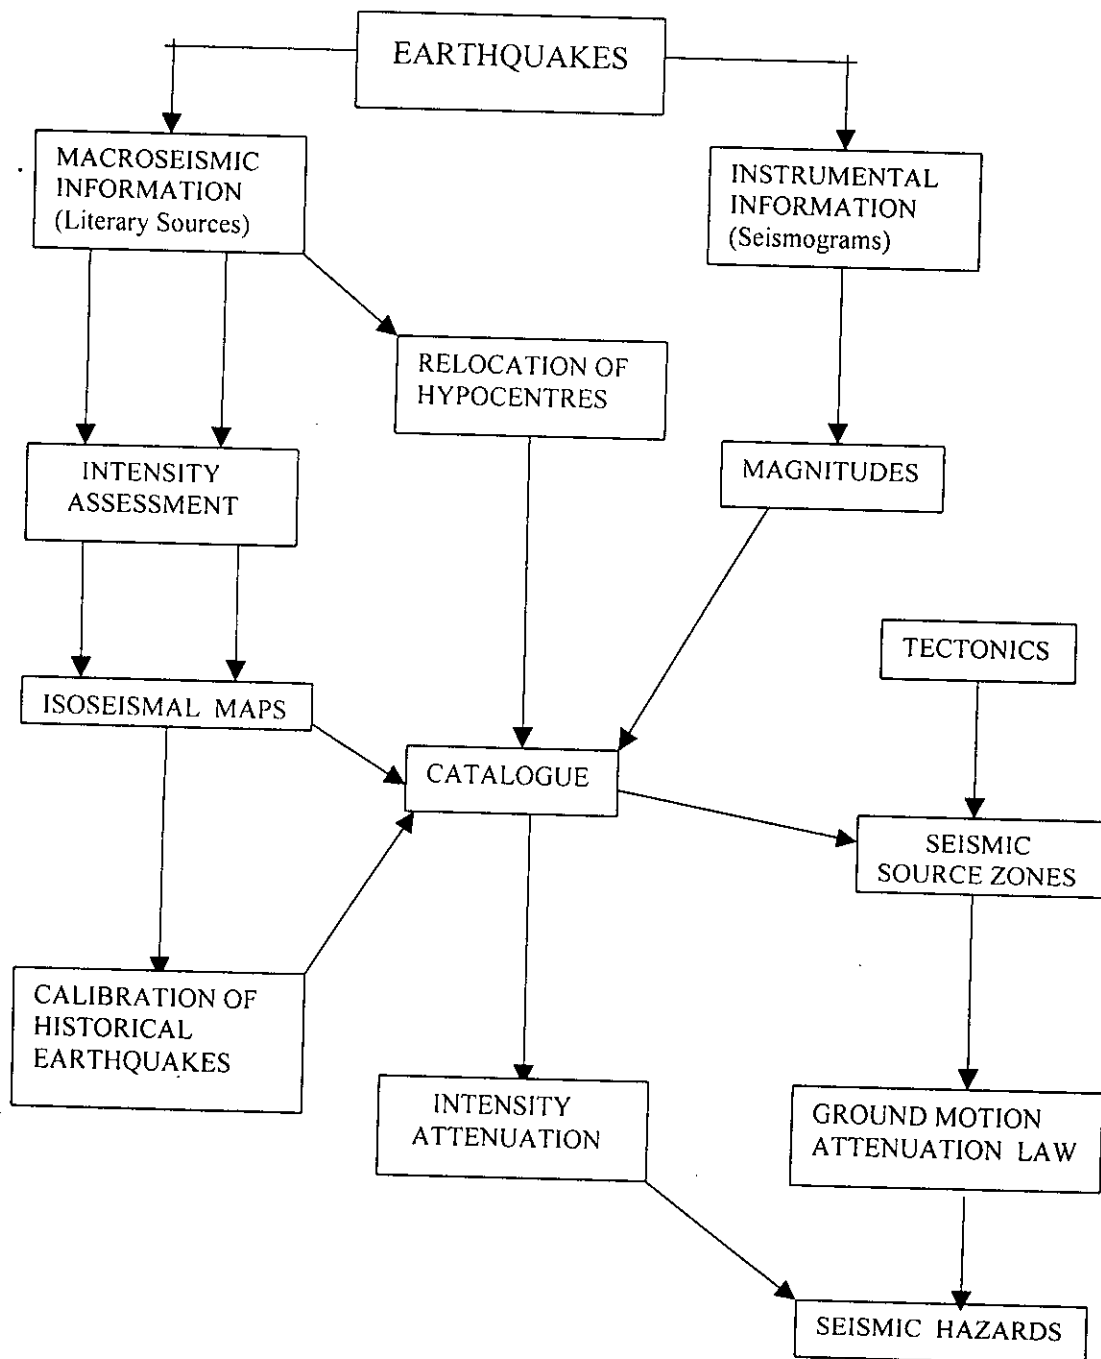 EARTHQUAKES
MACROSEISMIC
INFORMATION
(Literary Sources)
INSTRUMENTAL
INFORMATION
(Seismograms)
RELOCATION OF
HYPOCENTRES
INTENSITY
ASSESSMENT
MAGNITUDES
TECTONICS
ISOSEISMAL MAPS
CATALOGUE
SEISMIC
SOURCE ZONES
CALIBRATION OF
HISTORICAL
EARTHQUAKES
INTENSITY
ATTENUATION
GROUND MOTION
ATTENUATION LAW
SEISMIC HAZARDS